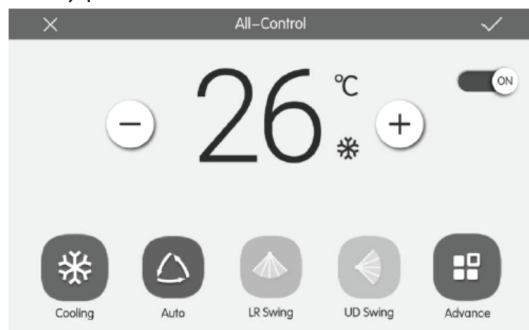 All-Control
26 °C
ON
Cooling
Auto
LR Swing
UD Swing
Advance